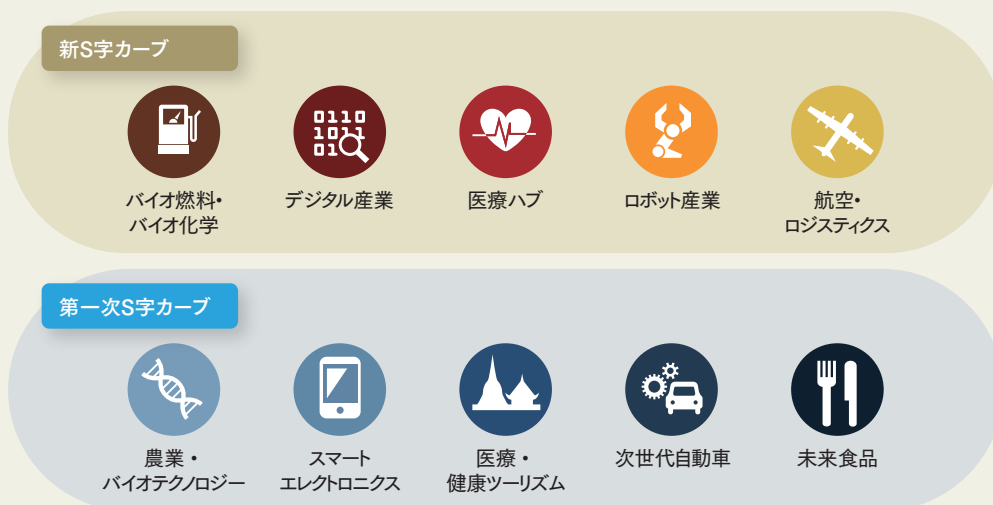 新S字カーブ
0110
1011
01
バイオ燃料・
バイオ化学
デジタル産業
医療ハブ
ロボット産業
航空・
ロジスティクス
第一次S字カーブ
農業・
バイオテクノロジー
スマート
エレクトロニクス
医療・
健康ツーリズム
次世代自動車
未来食品